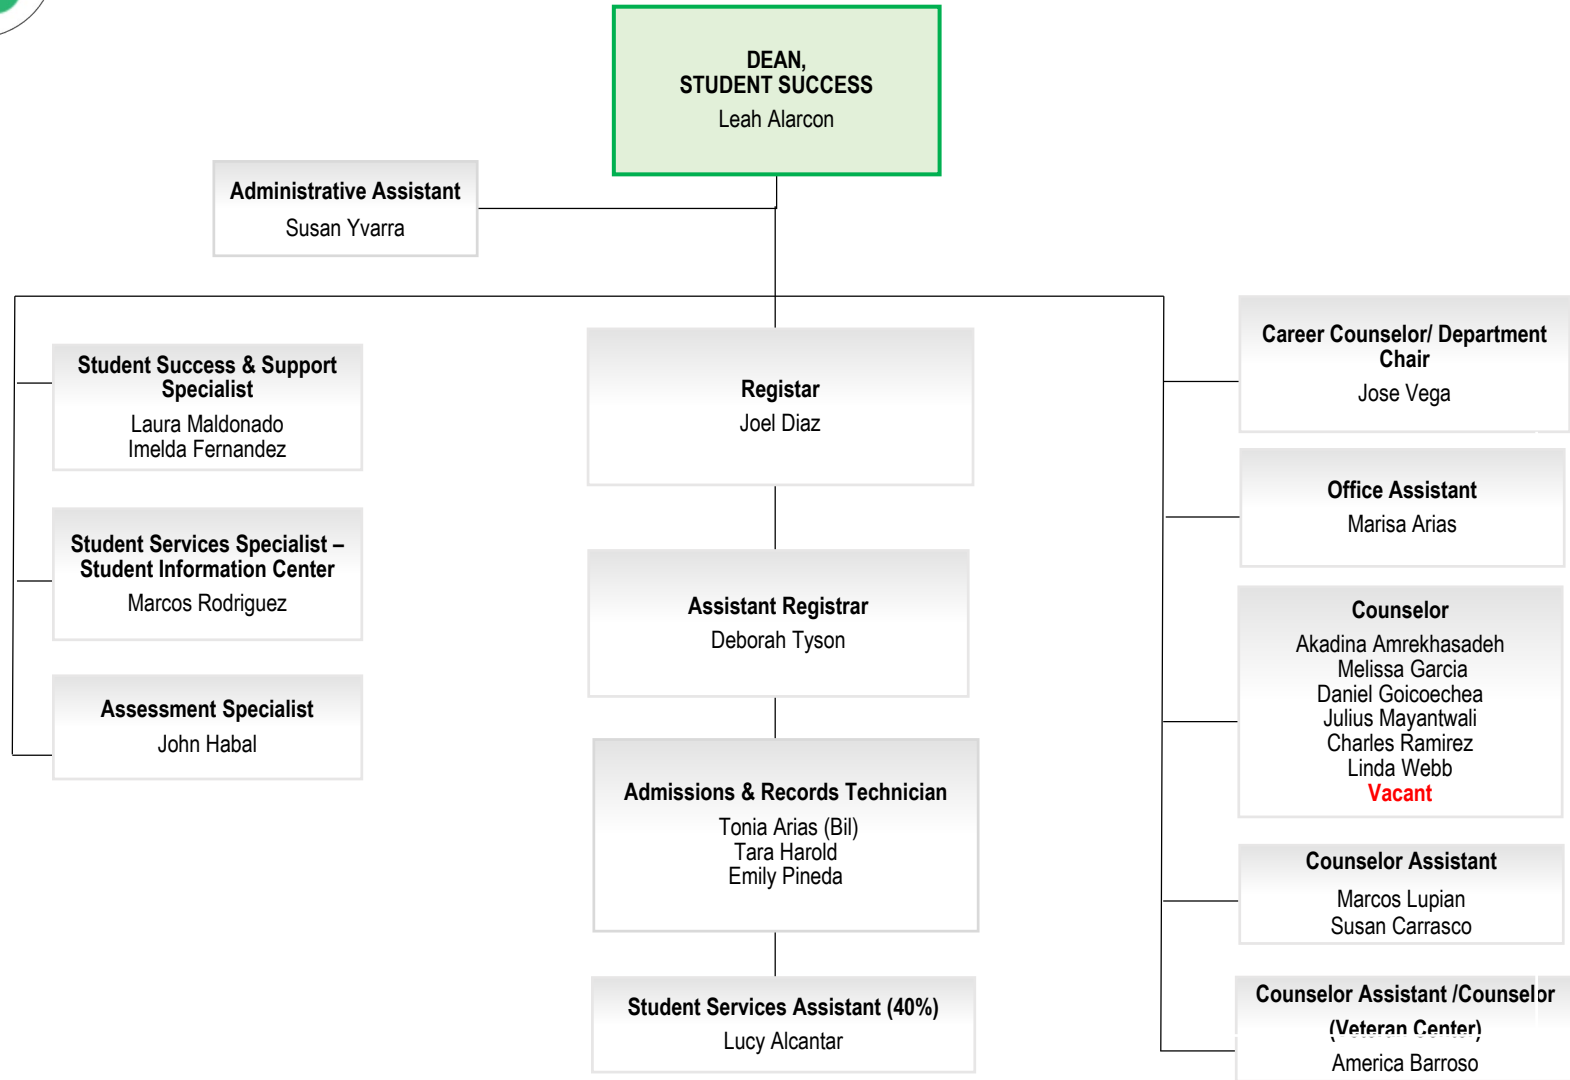 DEAN,
STUDENT SUCCESS
Leah Alarcon
Administrative Assistant
Susan Yvarra
Student Success & Support
Specialist
Laura Maldonado
Imelda Fernandez
Student Services Specialist –
Student Information Center
Marcos Rodriguez
Assessment Specialist
John Habal
Registar
Joel Diaz
Assistant Registrar
Deborah Tyson
Admissions & Records Technician
Tonia Arias (Bil)
Tara Harold
Emily Pineda
Student Services Assistant (40%)
Lucy Alcantar
Career Counselor/ Department
Chair
Jose Vega
Office Assistant
Marisa Arias
Counselor
Akadina Amrekhasadeh
Melissa Garcia
Daniel Goicoechea
Julius Mayantwali
Charles Ramirez
Linda Webb
Vacant
Counselor Assistant
Marcos Lupian
Susan Carrasco
Counselor Assistant /Counselor
(Veteran Center)
America Barroso